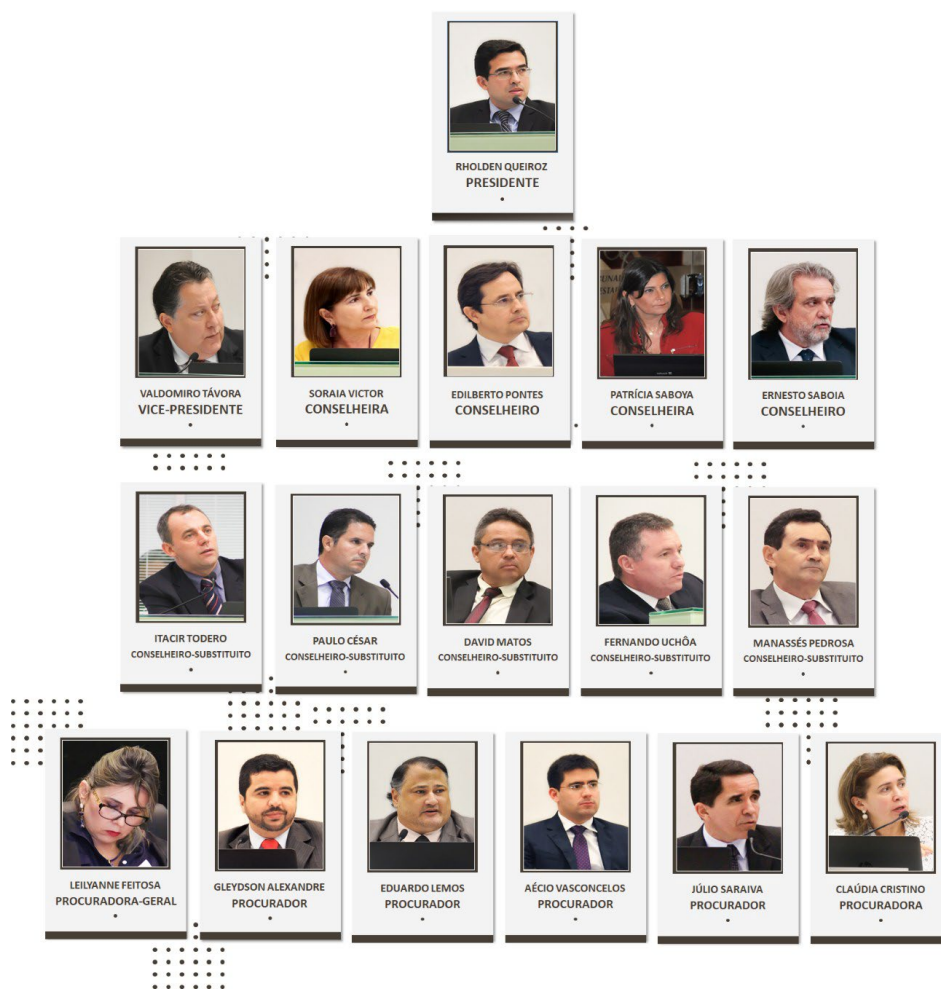 RHOLDEN QUEIROZ
PRESIDENTE
VALDOMIRO TÁVORA
VICE-PRESIDENTE
SORAIA VICTOR
CONSELHEIRA
EDILBERTO PONTES
CONSELHEIRO
PATRÍCIA SABOYA
CONSELHEIRA
ERNESTO SABOIA
CONSELHEIRO
ITACIR TODERO
CONSELHEIRO-SUBSTITUITO
PAULO CÉSAR
CONSELHEIRO-SUBSTITUITO
DAVID MATOS
CONSELHEIRO-SUBSTITUITO
FERNANDO UCHÔA
CONSELHEIRO-SUBSTITUITO
MANASSÉS PEDROSA
CONSELHEIRO-SUBSTITUITO
LEILYANNE FEITOSA
PROCURADORA-GERAL
GLEYDSON ALEXANDRE
PROCURADOR
EDUARDO LEMOS
PROCURADOR
AÉCIO VASCONCELOS
PROCURADOR
JÚLIO SARAIVA
PROCURADOR
CLAÚDIA CRISTINO
PROCURADORA